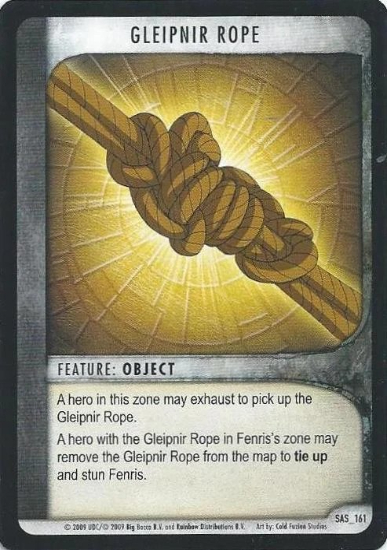 GLEIPNIR ROPE
FEATURE: OBJECT
A hero in this zone may exhaust to pick up the
Gleipnir Rope.
A hero with the Gleipnir Rope in Fenris's zone may
remove the Gleipnir Rope from the map to tie up
and stun Fenris.
SAS_161
© 2009 UDC/© 2009 Big Bocca B.V. and Rainbow Distributions B.V. Art by: Cold Fusion Studios